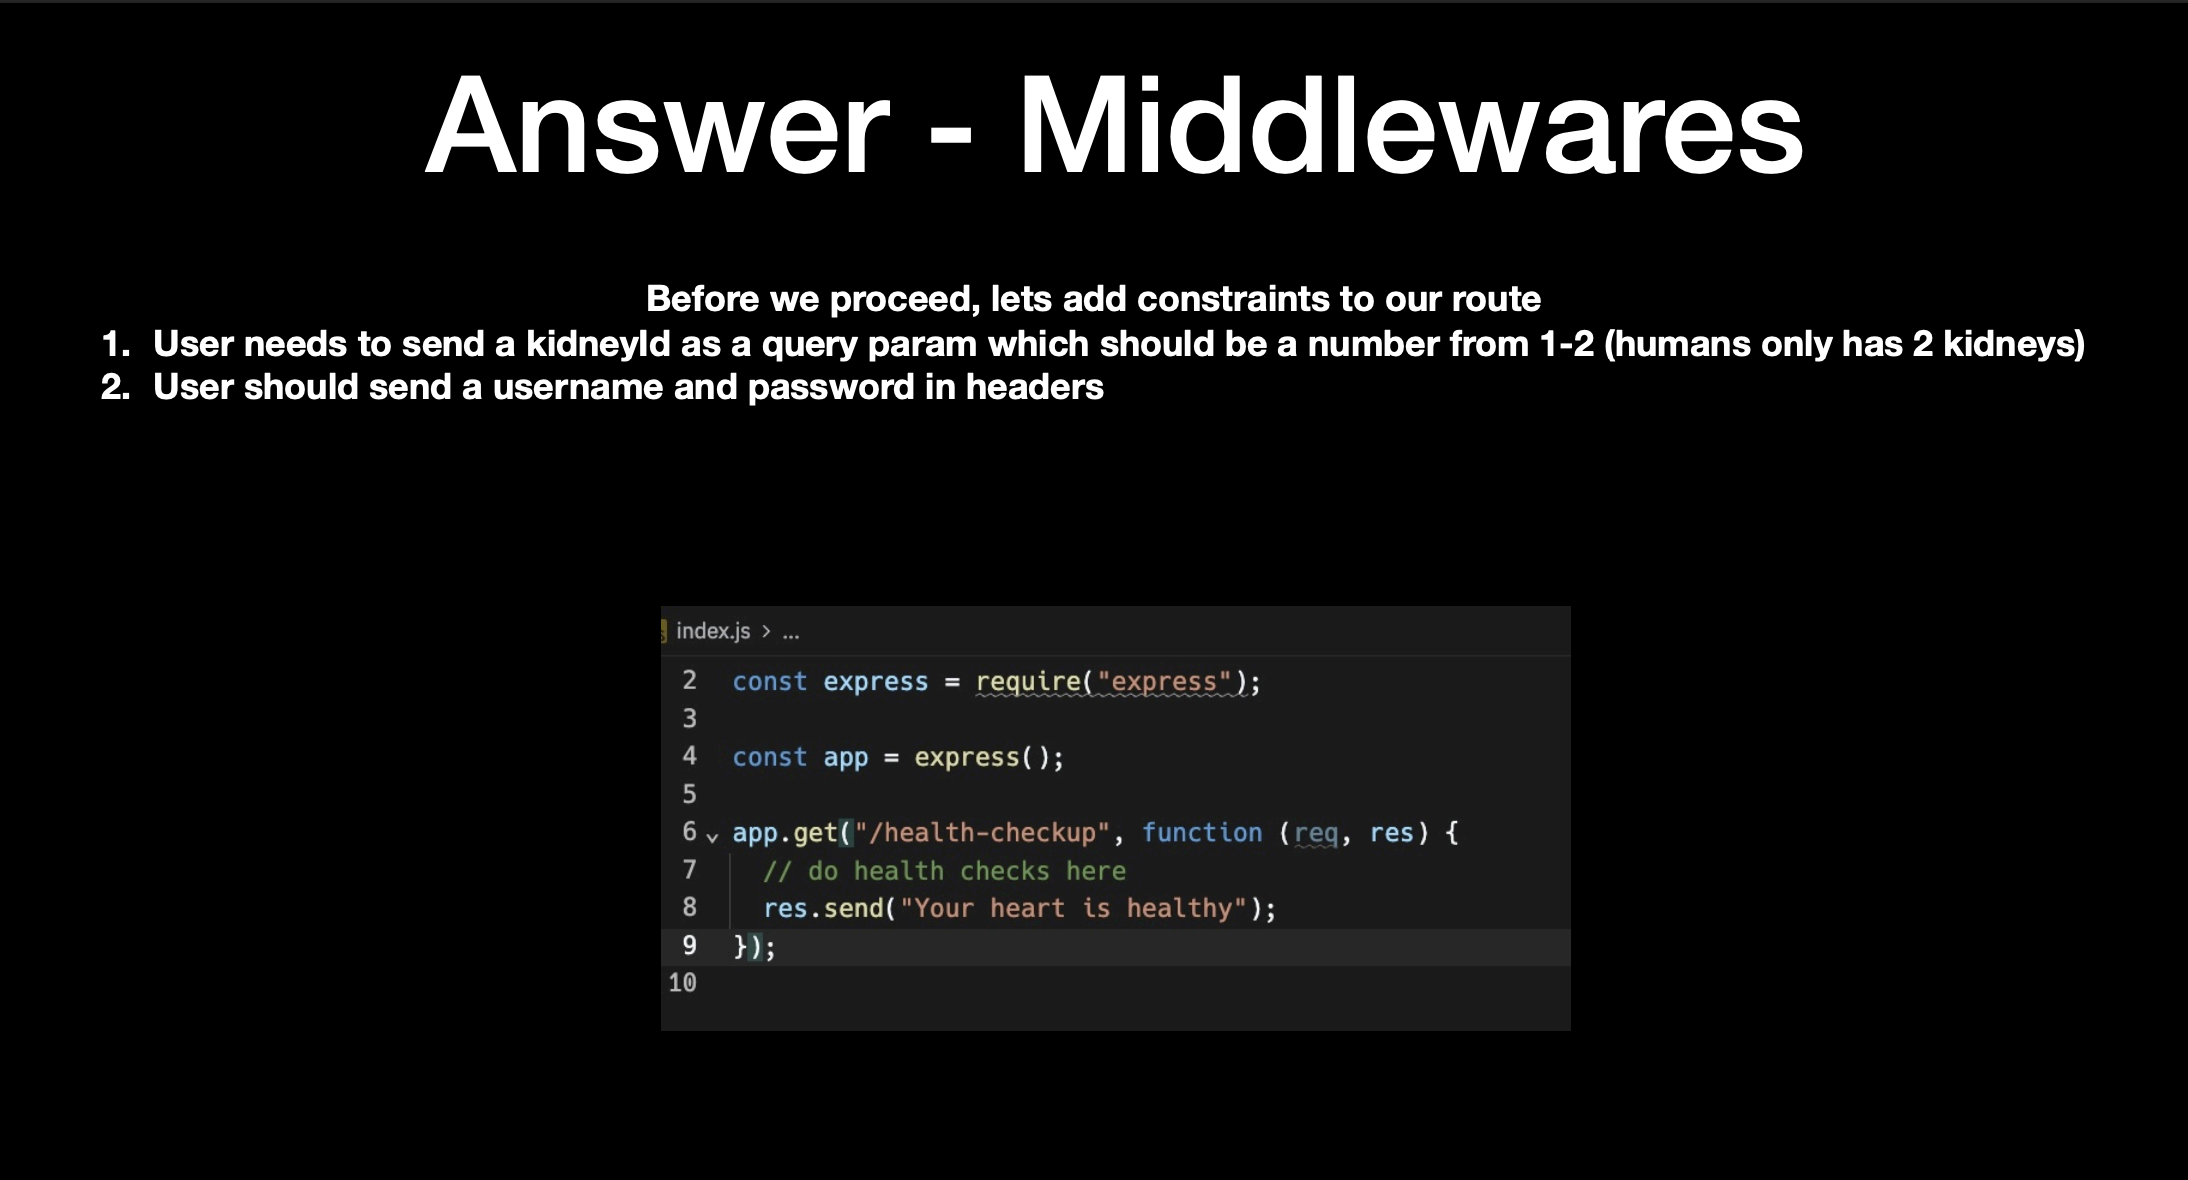 Answer - Middlewares
Before we proceed, lets add constraints to our route
1. User needs to send a kidneyId as a query param which should be a number from 1-2 (humans only has 2 kidneys)
2. User should send a username and password in headers
index.js > ...
2 const express = require("express");
3
4 const app = express();
5
6 app.get("/health-checkup", function (req, res) {
7 // do health checks here
8 res.send("Your heart is healthy");
9 });
10